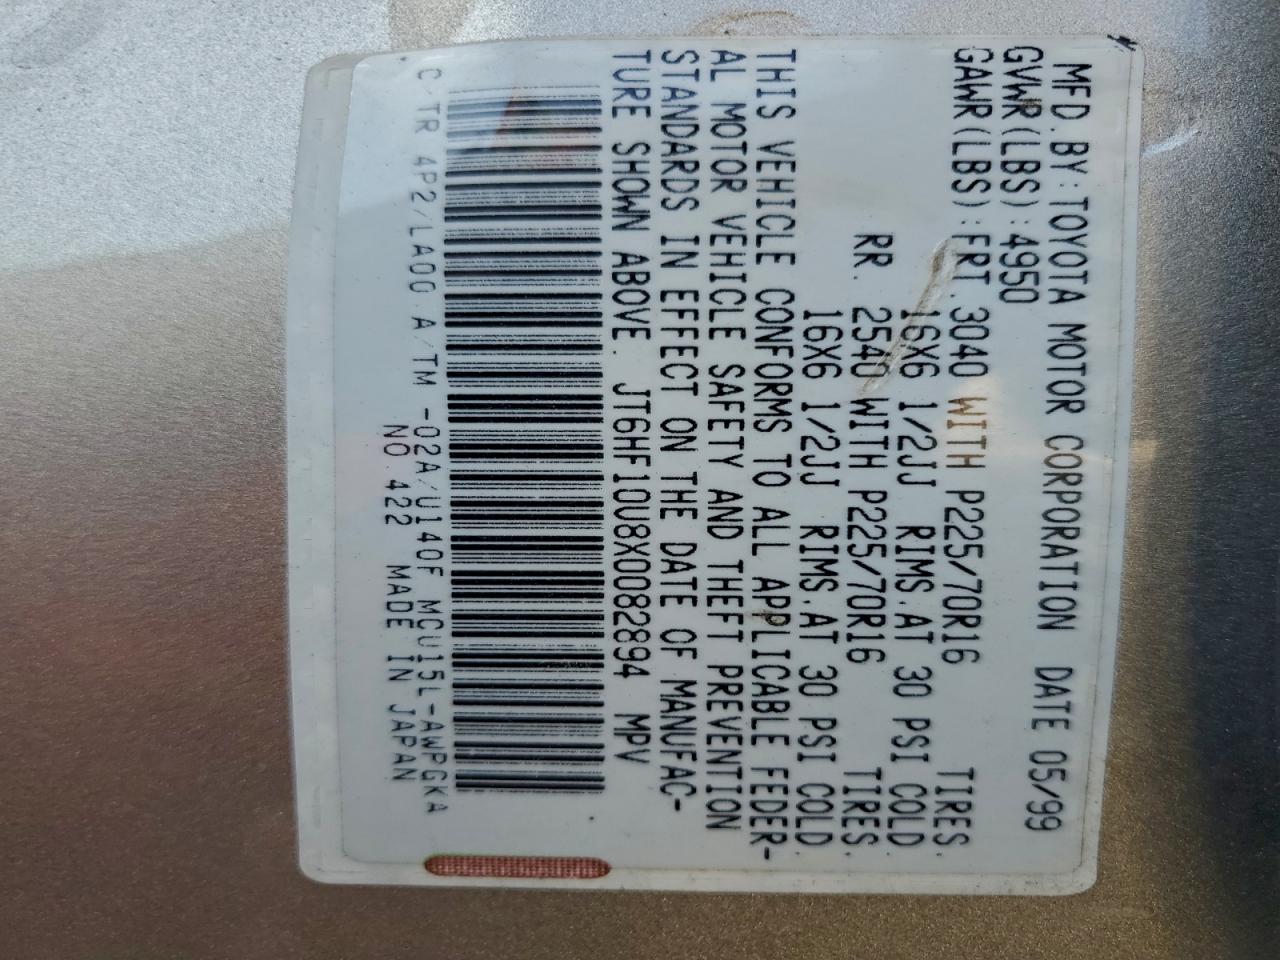 MFD.BY:TOYOTA MOTOR CORPORATION DATE 05/99
GVWR(LBS):4950
GAWR(LBS):FRT.3040 WITH P225/70R16 TIRES.
16X6 1/2JJ RIMS.AT 30 PSI COLD.
RR. 2540 WITH P225/70R16 TIRES.
16X6 1/2JJ RIMS.AT 30 PSI COLD.
THIS VEHICLE CONFORMS TO ALL APPLICABLE FEDER-
AL MOTOR VEHICLE SAFETY AND THEFT PREVENTION
STANDARDS IN EFFECT ON THE DATE OF MANUFAC-
TURE SHOWN ABOVE. JT6HF10U8X0082894 MPV
C/TR 4P2/LA00 A/TM -02A/U140F MCU15L-AWPGKA
NO.422 MADE IN JAPAN